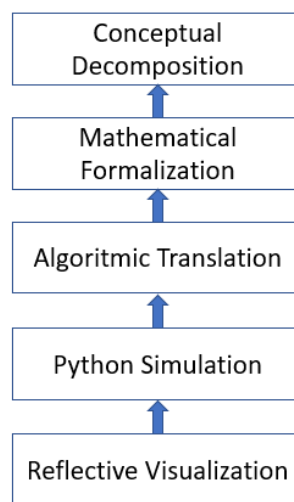 Conceptual
Decomposition
Mathematical
Formalization
Algoritmic Translation
Python Simulation
Reflective Visualization